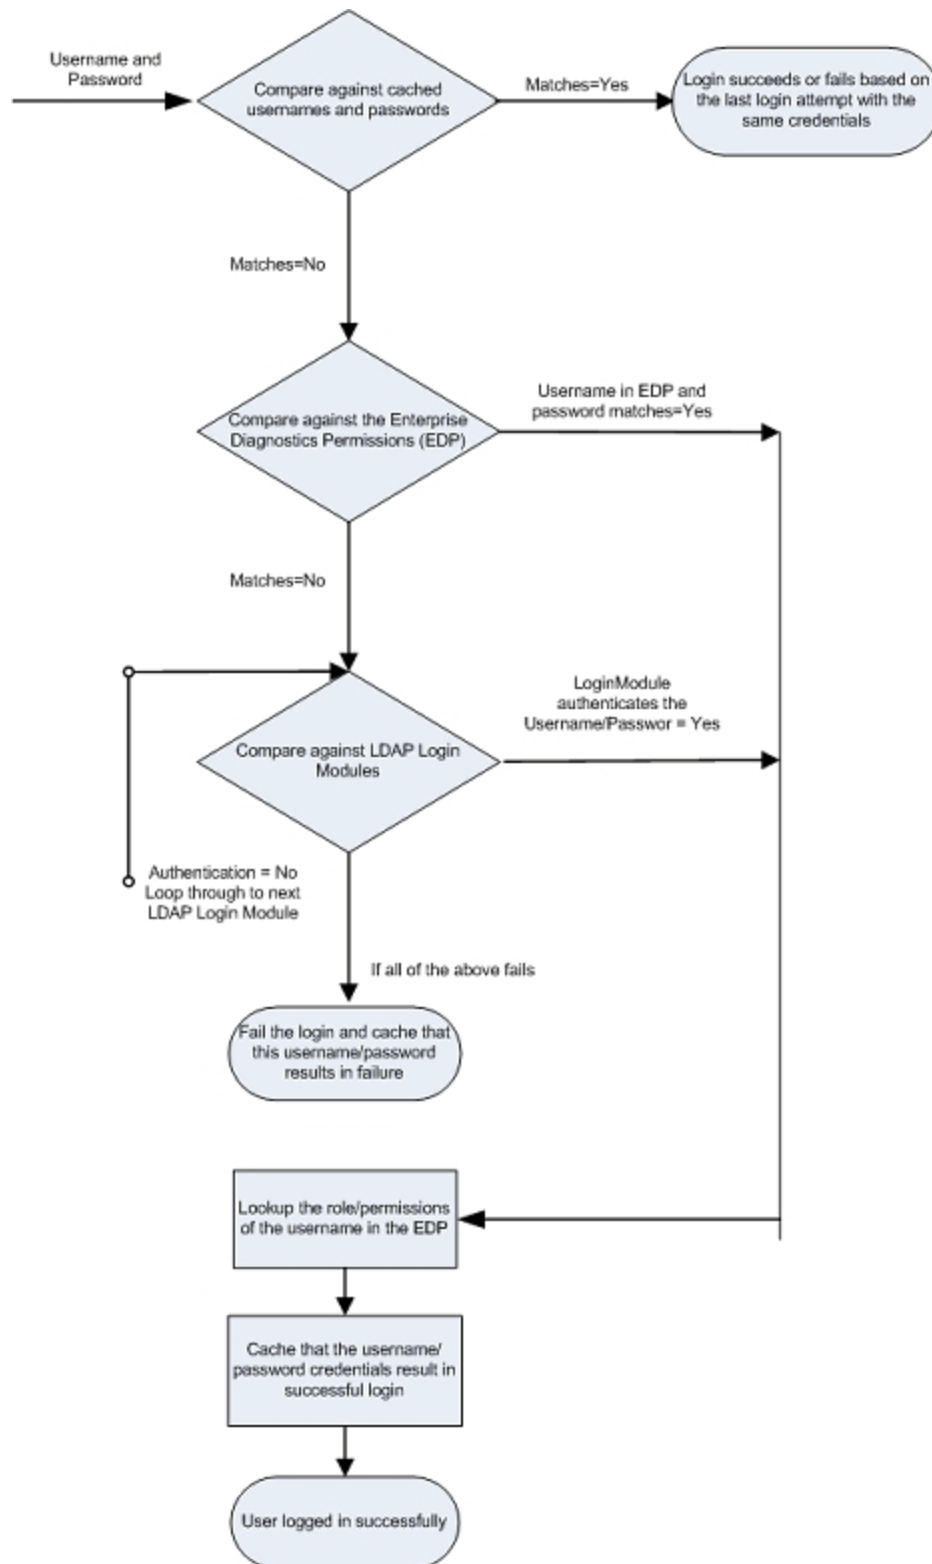 Username and
Password
Compare against cached
usernames and passwords
Matches=Yes
Login succeeds or fails based on
the last login attempt with the
same credentials
Matches=No
Compare against the Enterprise
Diagnostics Permissions (EDP)
Username in EDP and
password matches=Yes
Matches=No
Compare against LDAP Login
Modules
LoginModule
authenticates the
Username/Passwor = Yes
Authentication = No
Loop through to next
LDAP Login Module
If all of the above fails
Fail the login and cache that
this username/password
results in failure
Lookup the role/permissions
of the username in the EDP
Cache that the username/
password credentials result in
successful login
User logged in successfully